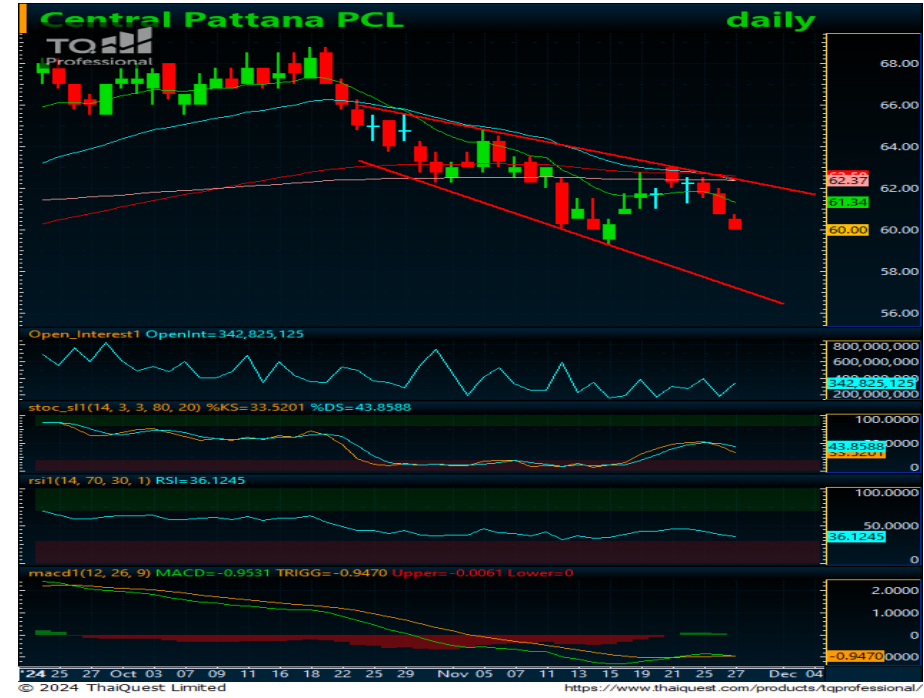 Central Pattana PCL daily
TQ
Professional
68.00
66.00
64.00
62.37 62.00
61.34
60.00 60.00
58.00
56.00
Open_Interest1 OpenInt=342,825,125
800,000,000
600,000,000
342,825,125
200,000,000
stoc_sl1(14, 3, 3, 80, 20) %KS=33.5201 %DS=43.8588
100.0000
43.8588
0
rsi1(14, 70, 30, 1) RSI=36.1245
100.0000
50.0000
36.1245
0
macd1(12, 26, 9) MACD=-0.9531 TRIGG=-0.9470 Upper=-0.0061 Lower=0
2.0000
1.0000
0
-0.9470
'24 25 27 Oct 03 07 09 11 16 18 22 25 29 Nov 05 07 11 13 15 19 21 25 27 Dec 04
© 2024 ThaiQuest Limited https://www.thaiquest.com/products/tqprofessional/